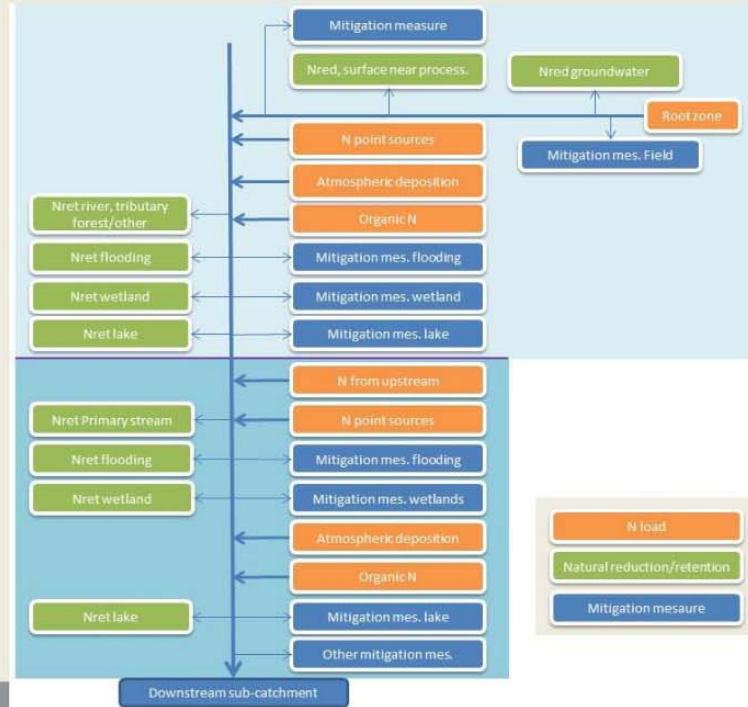 Mitigation measure
Nred, surface near process.
Nred groundwater
Root zone
N point sources
Mitigation mes. Field
Atmospheric deposition
Nret river, tributary
forest/other
Organic N
Nret flooding
Mitigation mes. flooding
Nret wetland
Mitigation mes. wetland
Nret lake
Mitigation mes. lake
N from upstream
Nret Primary stream
N point sources
Nret flooding
Mitigation mes. flooding
Nret wetland
Mitigation mes. wetlands
Atmospheric deposition
Organic N
Nret lake
Mitigation mes. lake
Other mitigation mes.
Downstream sub-catchment
N load
Natural reduction/retention
Mitigation mesaure